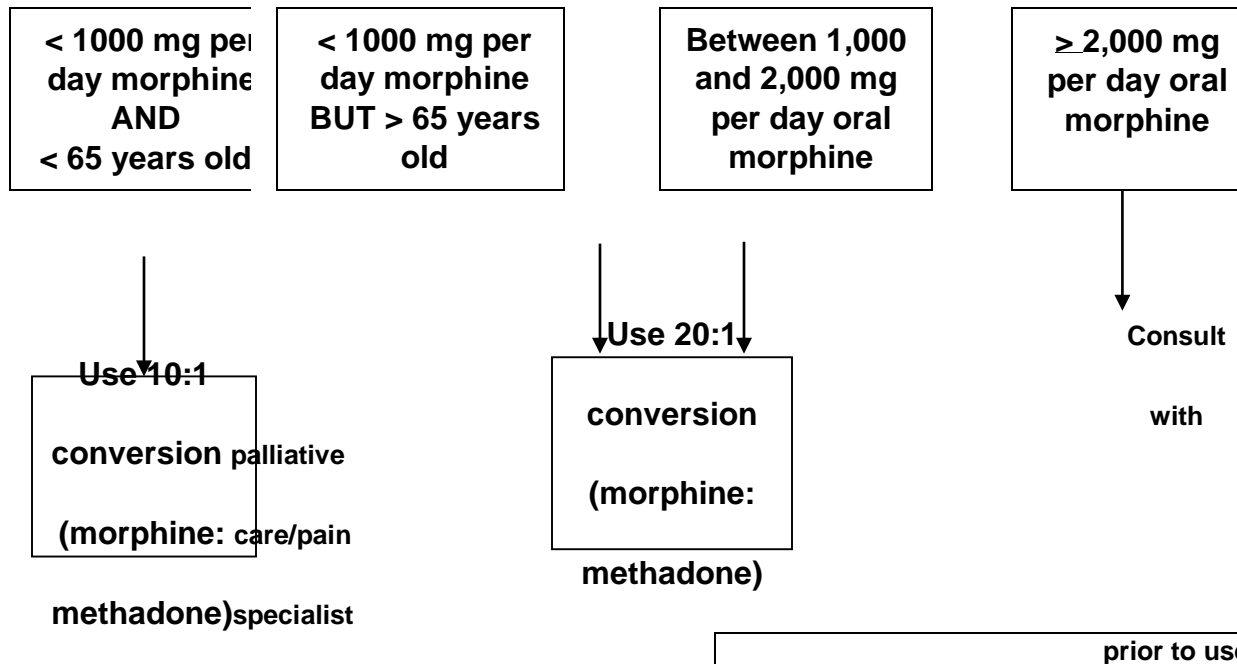 < 1000 mg per
day morphine
AND
< 65 years old
< 1000 mg per
day morphine
BUT > 65 years
old
Between 1,000
and 2,000 mg
per day oral
morphine
> 2,000 mg
per day oral
morphine
Use 10:1
conversion palliative
(morphine: care/pain
methadone)specialist
Use 20:1
conversion
(morphine:
methadone)
Consult
with
prior to use